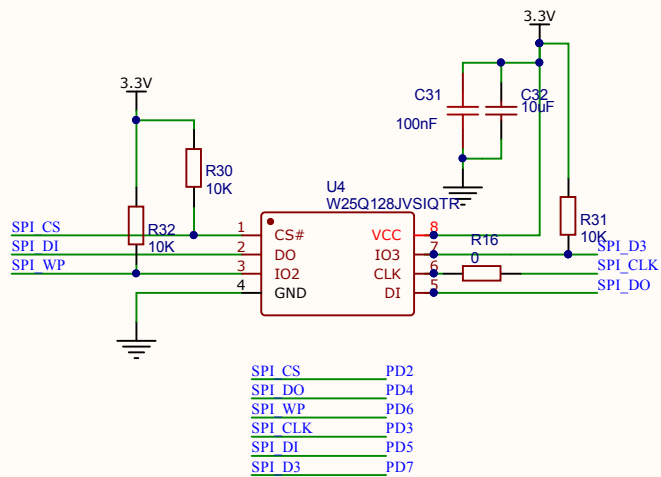 3.3V
3.3V
C31
C32
10uF
100nF
R30
10K
U4
W25Q128JVSIQTR
R32
10K
R31
10K
R16
0
SPI_CS
1
CS#
VCC
8
SPI_DI
2
DO
IO3
7
SPI_D3
SPI_WP
3
IO2
CLK
6
SPI_CLK
4
GND
DI
5
SPI_DO
SPI_CS PD2
SPI_DO PD4
SPI_WP PD6
SPI_CLK PD3
SPI_DI PD5
SPI_D3 PD7